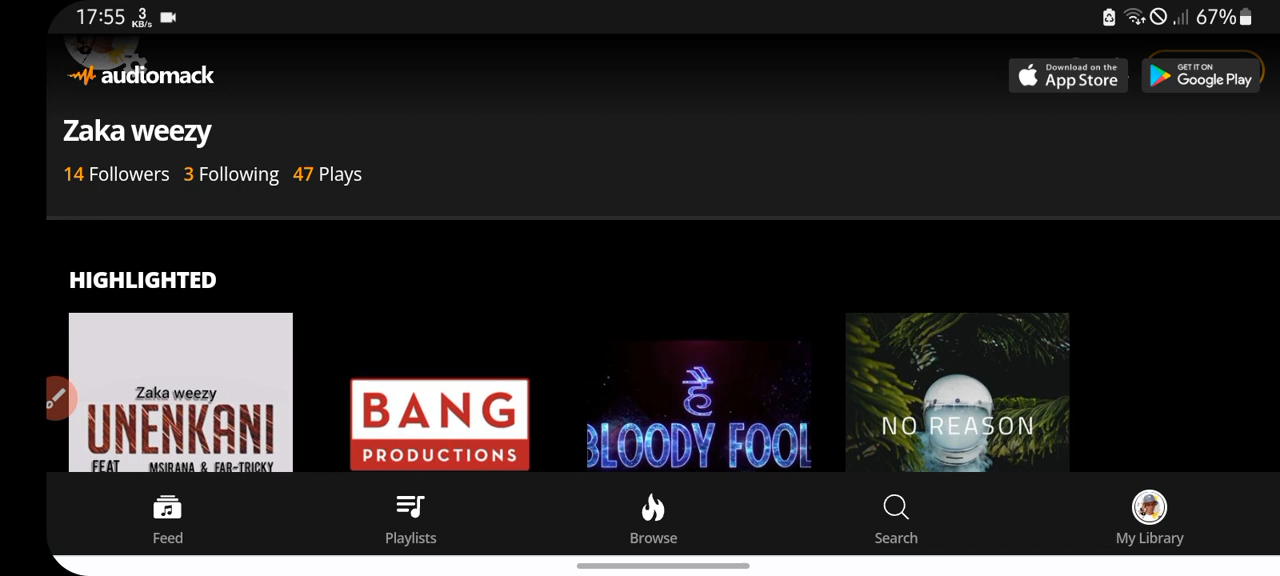 17:55 3 KB/s 67%
audiomack
Download on the App Store
GET IT ON Google Play
Zaka weezy
14 Followers 3 Following 47 Plays
HIGHLIGHTED
Zaka weezy
UNENKANI
FEAT MSIRANA & FAR-TRICKY
BANG
PRODUCTIONS
है
BLOODY FOOL
NO REASON
Feed Playlists Browse Search My Library